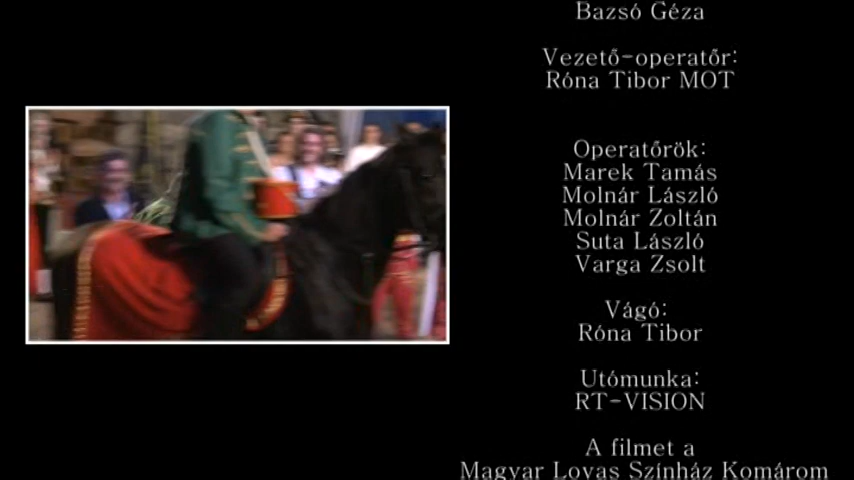 Bazsó Géza
Vezető-operatőr:
Róna Tibor MOT
Operatőrök:
Marek Tamás
Molnár László
Molnár Zoltán
Suta László
Varga Zsolt
Vágó:
Róna Tibor
Utómunka:
RT-VISION
A filmet a
Magyar Lovas Színház Komárom